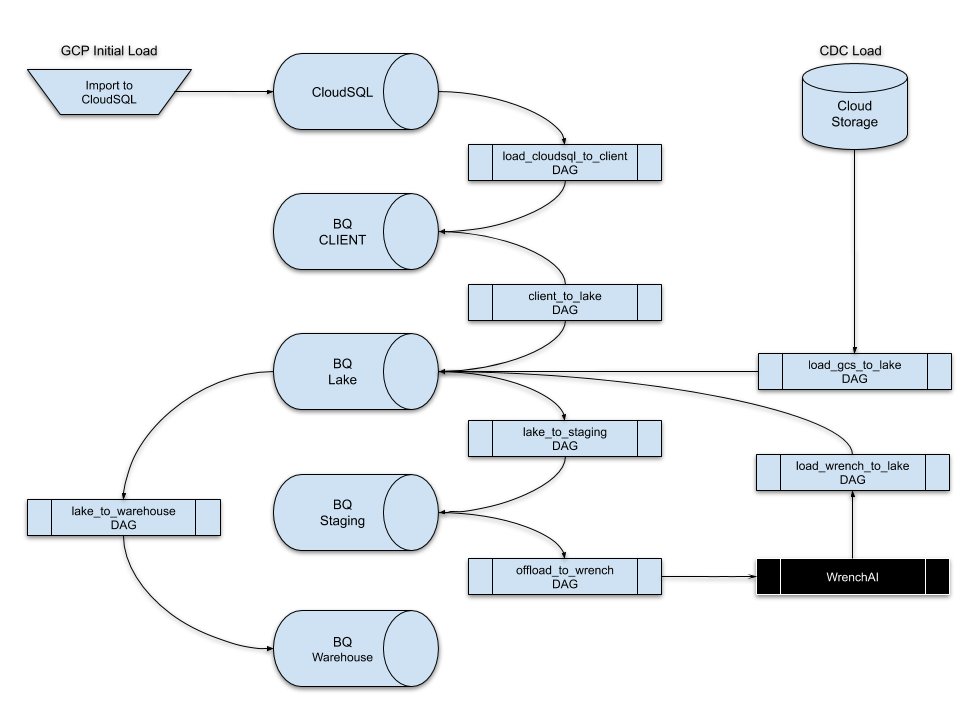 GCP Initial Load
CDC Load
Import to
CloudSQL
CloudSQL
Cloud
Storage
load_cloudsql_to_client
DAG
BQ
CLIENT
client_to_lake
DAG
BQ
Lake
load_gcs_to_lake
DAG
lake_to_staging
DAG
load_wrench_to_lake
DAG
lake_to_warehouse
DAG
BQ
Staging
offload_to_wrench
DAG
WrenchAI
BQ
Warehouse